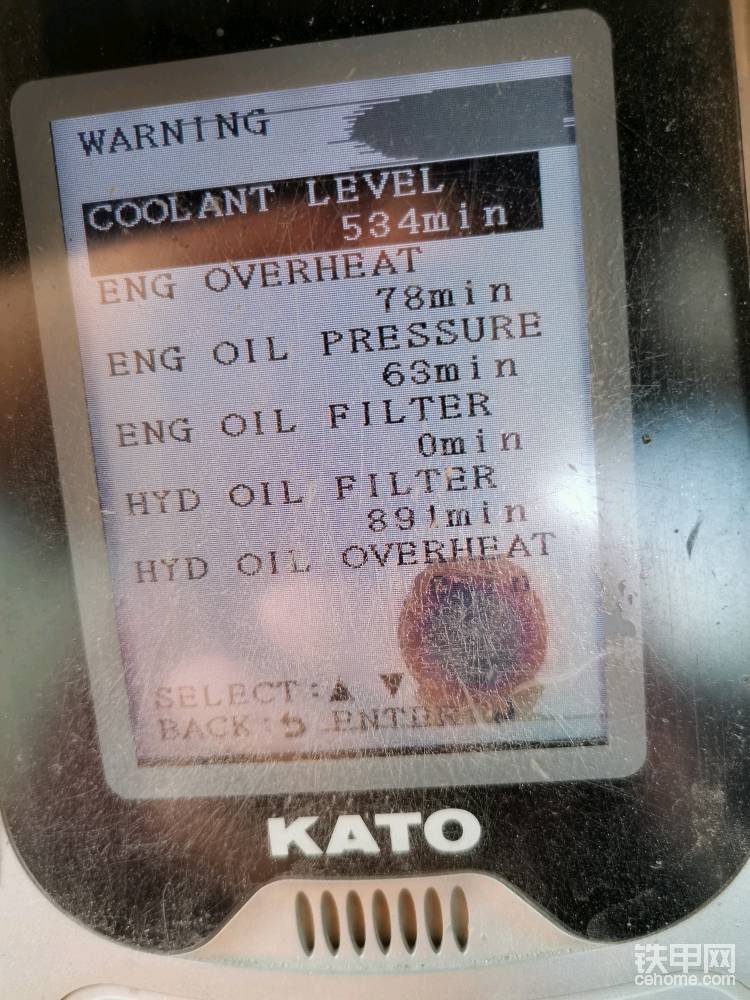 WARNING
COOLANT LEVEL
534min
ENG OVERHEAT
78min
ENG OIL PRESSURE
63min
ENG OIL FILTER
0min
HYD OIL FILTER
891min
HYD OIL OVERHEAT
SELECT:▲ ▼
BACK:↰ ENTER:
KATO
铁甲网
cehome.com